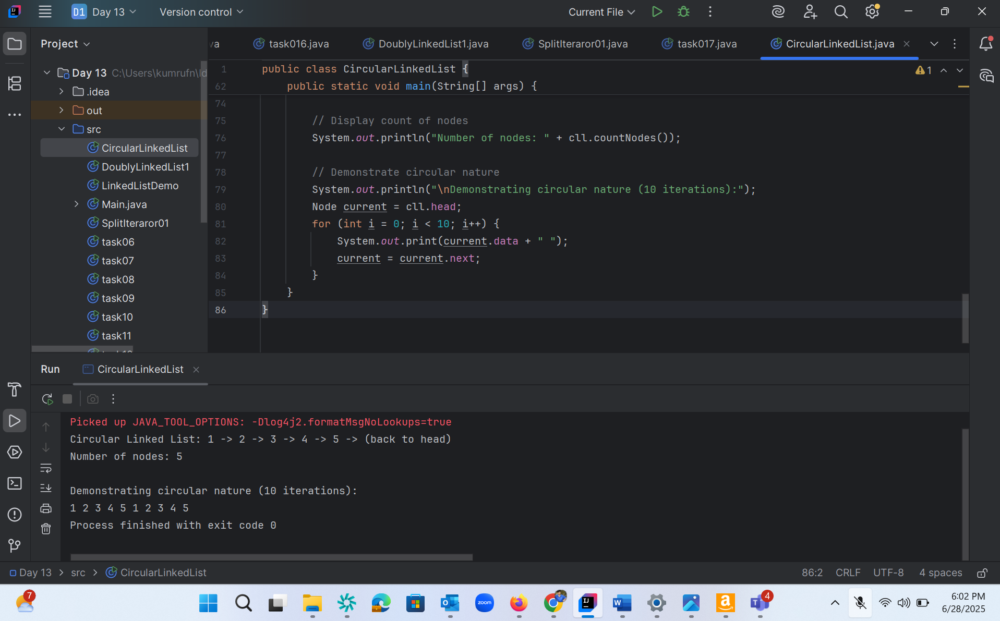 D1 Day 13 Version control Current File
Project
va task016.java DoublyLinkedList1.java SplitIteraror01.java task017.java CircularLinkedList.java
Day 13 C:\Users\kumrufn\Id
.idea
out
src
CircularLinkedList
DoublyLinkedList1
LinkedListDemo
Main.java
SplitIteraror01
task06
task07
task08
task09
task10
task11
1 public class CircularLinkedList {
1
62 public static void main(String[] args) {
74
75 // Display count of nodes
76 System.out.println("Number of nodes: " + cll.countNodes());
77
78 // Demonstrate circular nature
79 System.out.println("\nDemonstrating circular nature (10 iterations):");
80 Node current = cll.head;
81 for (int i = 0; i < 10; i++) {
82 System.out.print(current.data + " ");
83 current = current.next;
84 }
85 }
86 }
Run CircularLinkedList
Picked up JAVA_TOOL_OPTIONS: -Dlog4j2.formatMsgNoLookups=true
Circular Linked List: 1 -> 2 -> 3 -> 4 -> 5 -> (back to head)
Number of nodes: 5
Demonstrating circular nature (10 iterations):
1 2 3 4 5 1 2 3 4 5
Process finished with exit code 0
Day 13 > src > CircularLinkedList 86:2 CRLF UTF-8 4 spaces
7 zoom 4 6:02 PM
6/28/2025